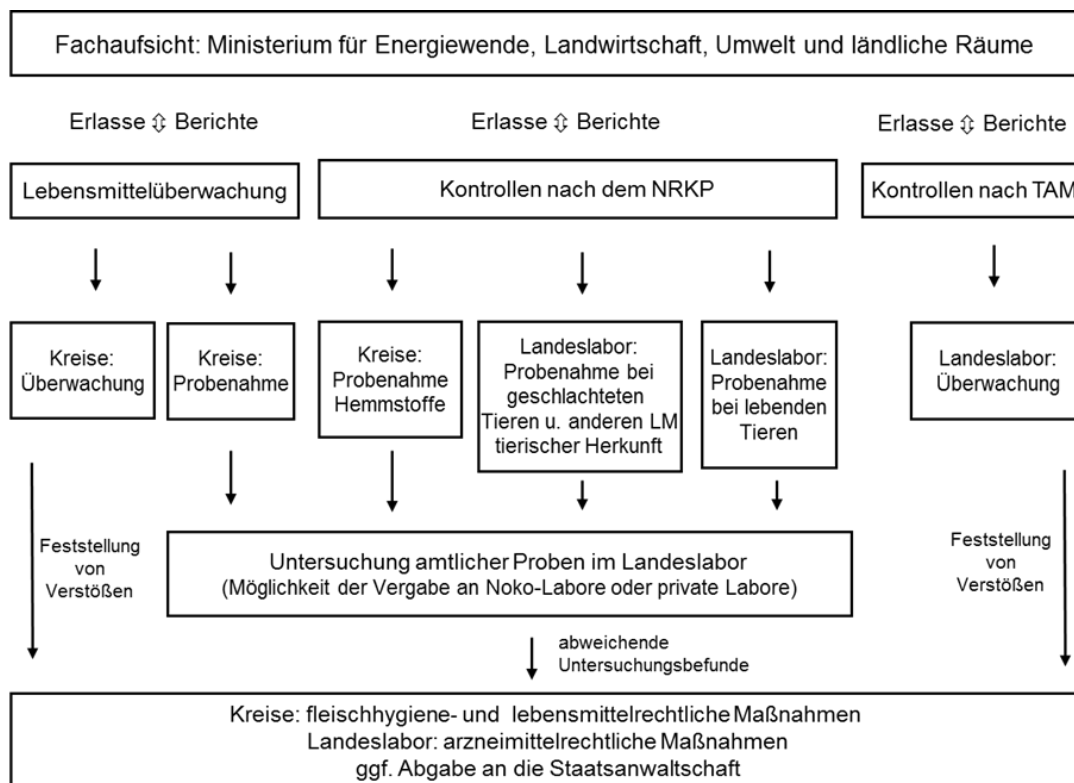 Fachaufsicht: Ministerium für Energiewende, Landwirtschaft, Umwelt und ländliche Räume
Erlasse ⇕ Berichte
Erlasse ⇕ Berichte
Erlasse ⇕ Berichte
Lebensmittelüberwachung
Kontrollen nach dem NRKP
Kontrollen nach TAM
Kreise:
Überwachung
Kreise:
Probenahme
Kreise:
Probenahme
Hemmstoffe
Landeslabor:
Probenahme bei
geschlachteten
Tieren u. anderen LM
tierischer Herkunft
Landeslabor:
Probenahme
bei lebenden
Tieren
Landeslabor:
Überwachung
Feststellung
von
Verstößen
Untersuchung amtlicher Proben im Landeslabor
(Möglichkeit der Vergabe an Noko-Labore oder private Labore)
Feststellung
von
Verstößen
abweichende
Untersuchungsbefunde
Kreise: fleischhygiene- und lebensmittelrechtliche Maßnahmen
Landeslabor: arzneimittelrechtliche Maßnahmen
ggf. Abgabe an die Staatsanwaltschaft